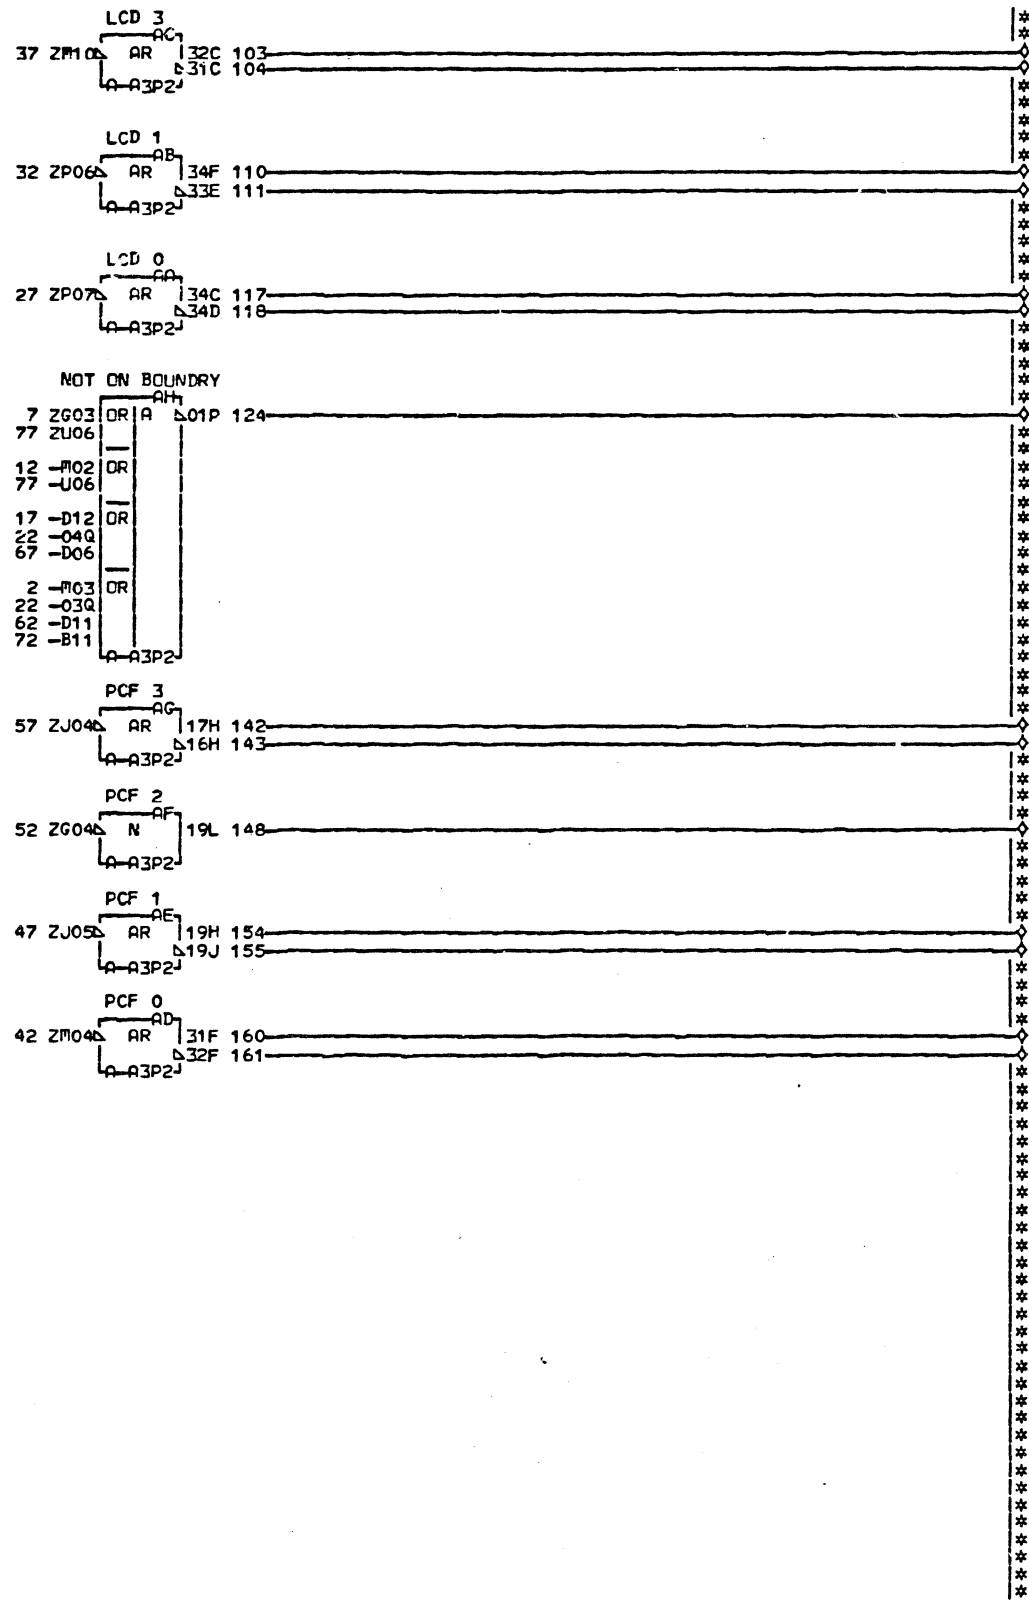 LCD 3
AC
37 ZM10 AR 32C 103
31C 104
A A3P2
LCD 1
AB
32 ZP06 AR 34F 110
33E 111
A A3P2
LCD 0
AA
27 ZP07 AR 34C 117
34D 118
A A3P2
NOT ON BOUNDRY
AH
7 ZG03 OR A 01P 124
77 ZU06
12 -M02 OR
77 -U06
17 -D12 OR
22 -04Q
67 -D06
2 -M03 OR
22 -03Q
62 -D11
72 -B11
A A3P2
PCF 3
AG
57 ZJ04 AR 17H 142
16H 143
A A3P2
PCF 2
AF
52 ZG04 N 19L 148
A A3P2
PCF 1
AE
47 ZJ05 AR 19H 154
19J 155
A A3P2
PCF 0
AD
42 ZM04 AR 31F 160
32F 161
A A3P2